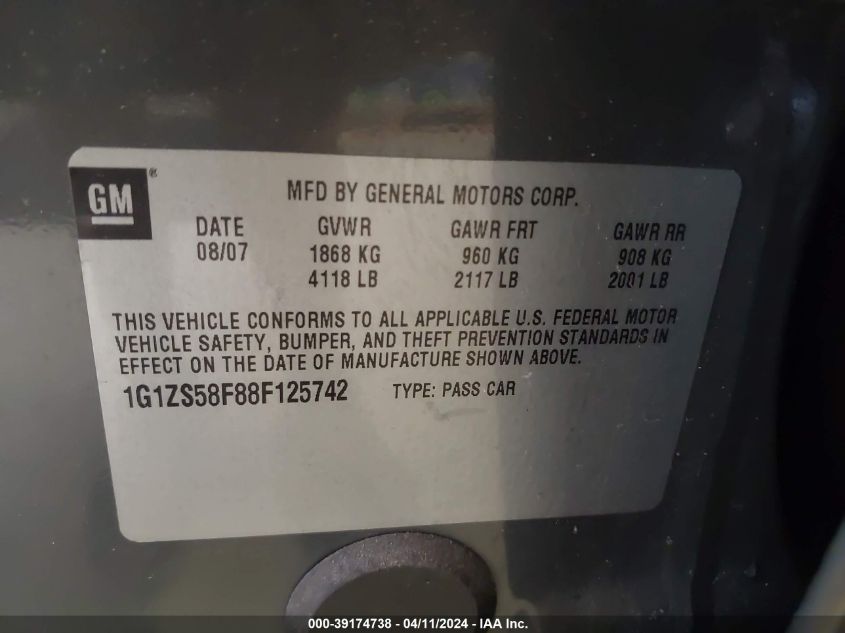 GM®
MFD BY GENERAL MOTORS CORP.
DATE GVWR GAWR FRT GAWR RR
08/07 1868 KG 960 KG 908 KG
4118 LB 2117 LB 2001 LB
THIS VEHICLE CONFORMS TO ALL APPLICABLE U.S. FEDERAL MOTOR
VEHICLE SAFETY, BUMPER, AND THEFT PREVENTION STANDARDS IN
EFFECT ON THE DATE OF MANUFACTURE SHOWN ABOVE.
1G1ZS58F88F125742 TYPE: PASS CAR
000-39174738 - 04/11/2024 - IAA Inc.